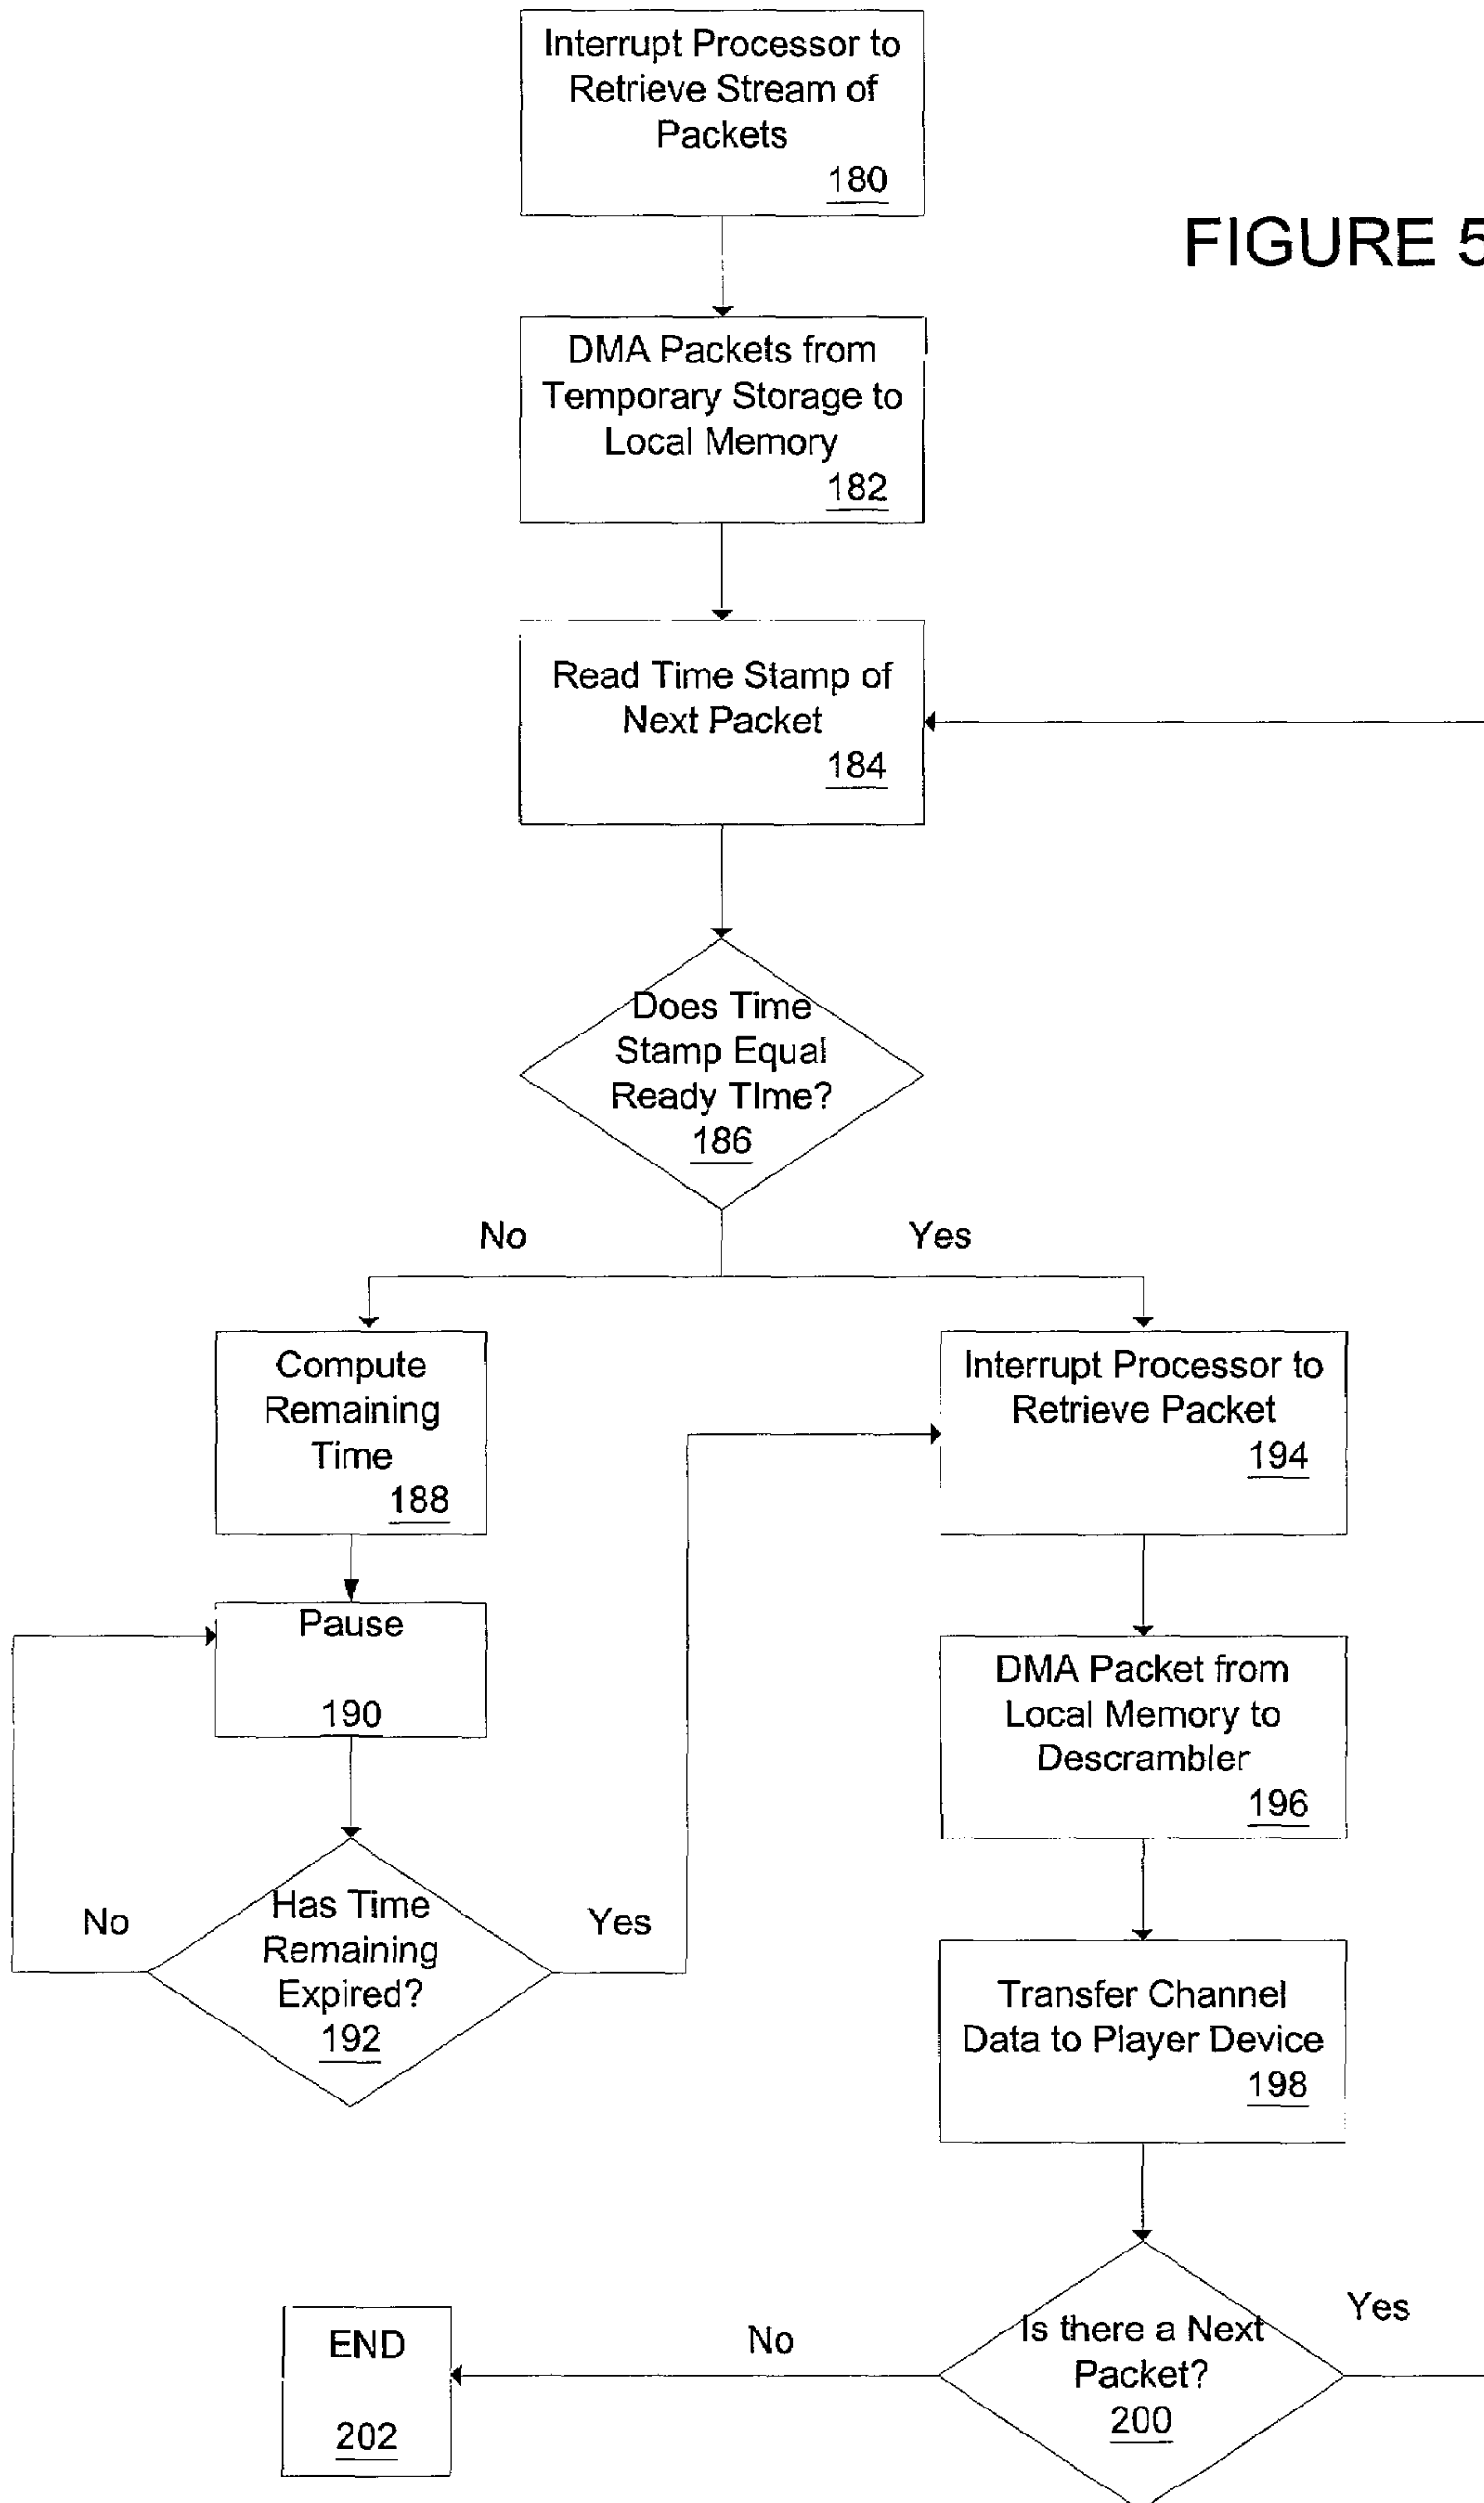 Interrupt Processor to
Retrieve Stream of
Packets
180
FIGURE 5
DMA Packets from
Temporary Storage to
Local Memory
182
Read Time Stamp of
Next Packet
184
Does Time
Stamp Equal
Ready TIme?
186
No
Yes
Compute
Remaining
Time
188
Interrupt Processor to
Retrieve Packet
194
Pause
190
DMA Packet from
Local Memory to
Descrambler
196
Has Time
Remaining
Expired?
192
No
Yes
Transfer Channel
Data to Player Device
198
Is there a Next
Packet?
200
Yes
No
END
202